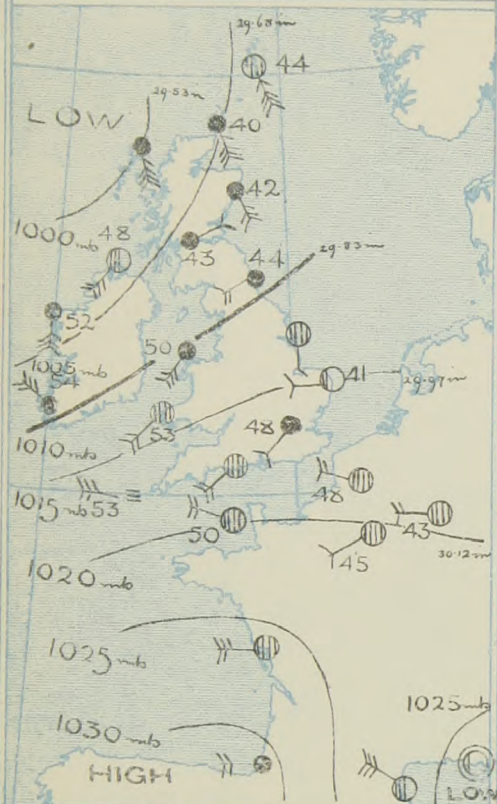 29.68 in
44
29.53 in
LOW
40
42
1000 mb
48
43
44
29.83 in
52
1005 mb
50
54
41
29.97 in
53
48
1010 mb
1015 mb
53
48
50
43
45
30.12 in
1020 mb
1025 mb
1025 mb
1030 mb
HIGH
LOW